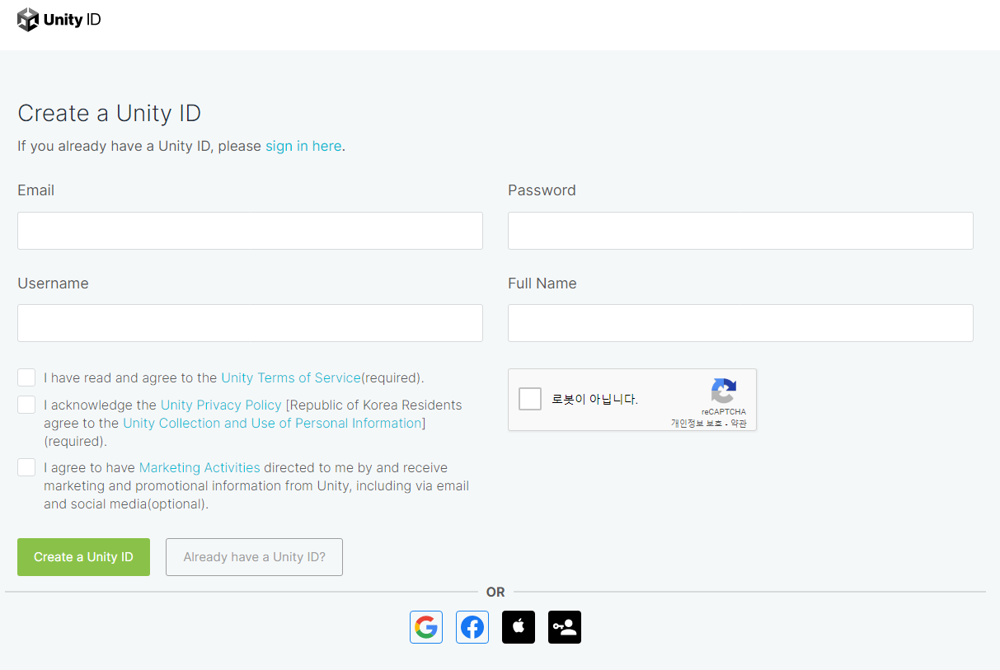 Unity ID
Create a Unity ID
If you already have a Unity ID, please sign in here.
Email
Password
Username
Full Name
I have read and agree to the Unity Terms of Service(required).
I acknowledge the Unity Privacy Policy [Republic of Korea Residents
agree to the Unity Collection and Use of Personal Information]
(required).
I agree to have Marketing Activities directed to me by and receive
marketing and promotional information from Unity, including via email
and social media(optional).
로봇이 아닙니다.
reCAPTCHA
개인정보 보호 - 약관
Create a Unity ID
Already have a Unity ID?
OR